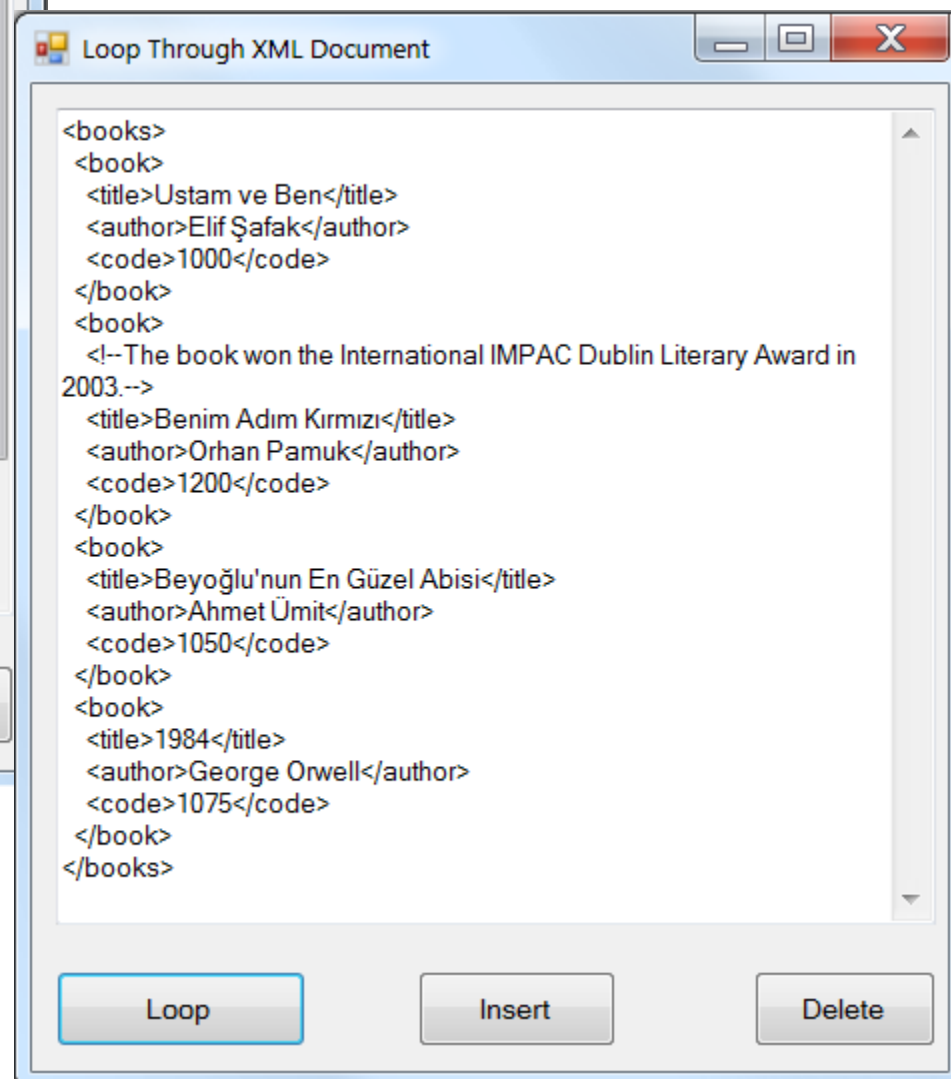 Loop Through XML Document
<books>
<book>
<title>Ustam ve Ben</title>
<author>Elif Şafak</author>
<code>1000</code>
</book>
<book>
<!--The book won the International IMPAC Dublin Literary Award in
2003.-->
<title>Benim Adım Kırmızı</title>
<author>Orhan Pamuk</author>
<code>1200</code>
</book>
<book>
<title>Beyoğlu'nun En Güzel Abisi</title>
<author>Ahmet Ümit</author>
<code>1050</code>
</book>
<book>
<title>1984</title>
<author>George Orwell</author>
<code>1075</code>
</book>
</books>
Loop Insert Delete